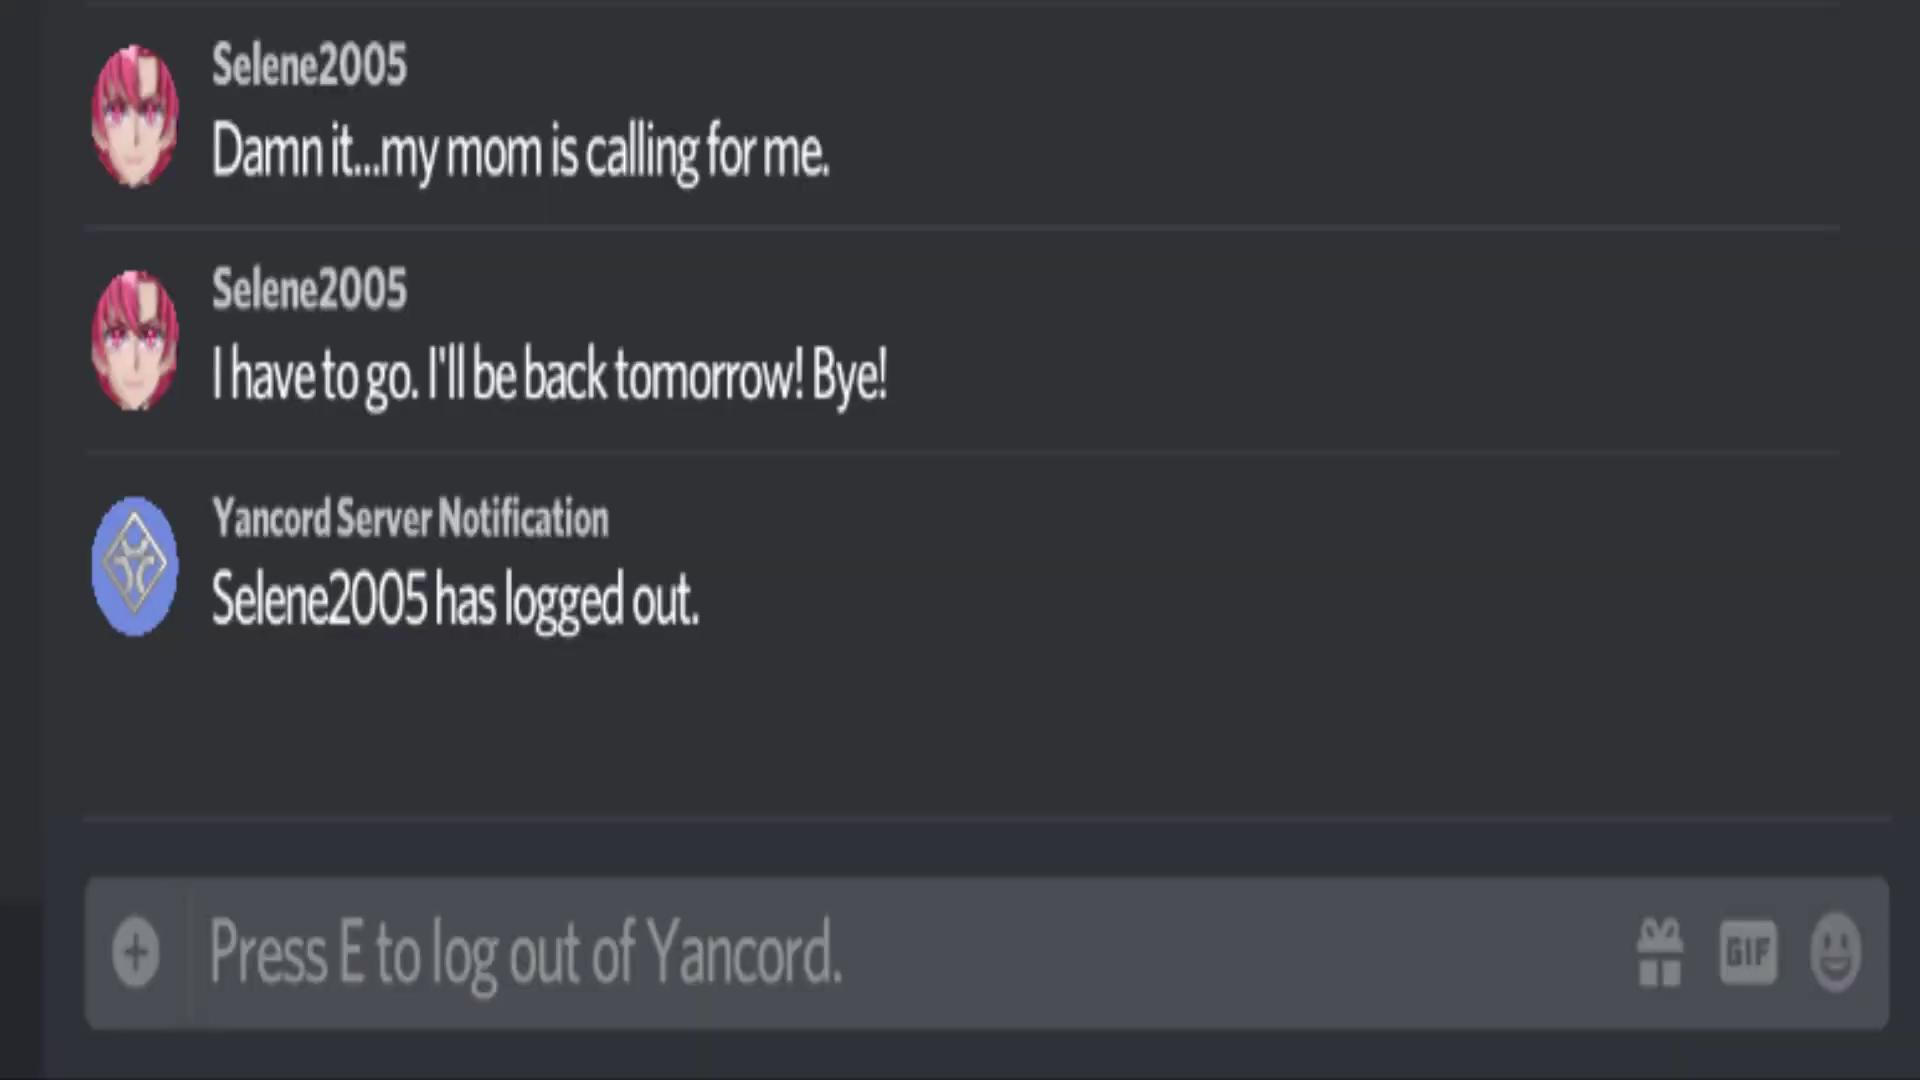 Selene2005
Damn it...my mom is calling for me.
Selene2005
I have to go. I'll be back tomorrow! Bye!
Yancord Server Notification
Selene2005 has logged out.
Press E to log out of Yancord.
GIF